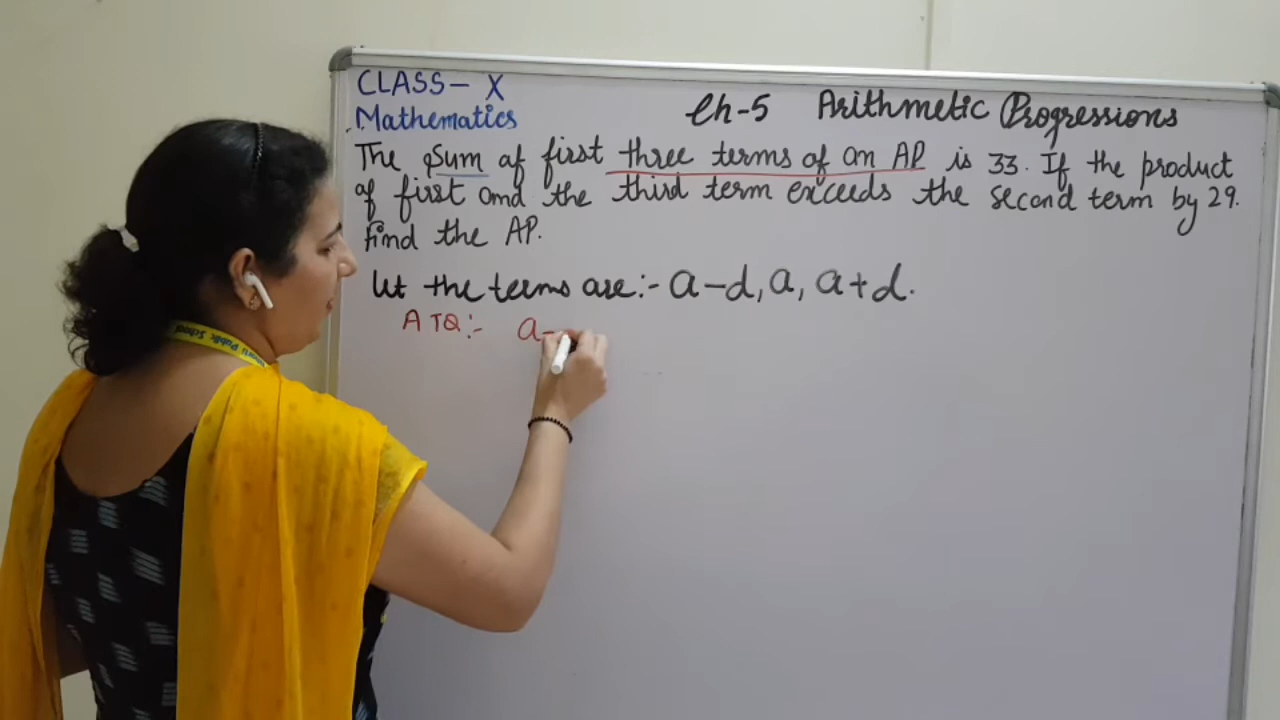 CLASS- X
Mathematics
Ch-5 Arithmetic Progressions
The sum of first three terms of an AP is 33. If the product
of first and the third term exceeds the second term by 29.
Find the AP.
Let the terms are:- a-d, a, a+d.
ATQ:- a-
Public School